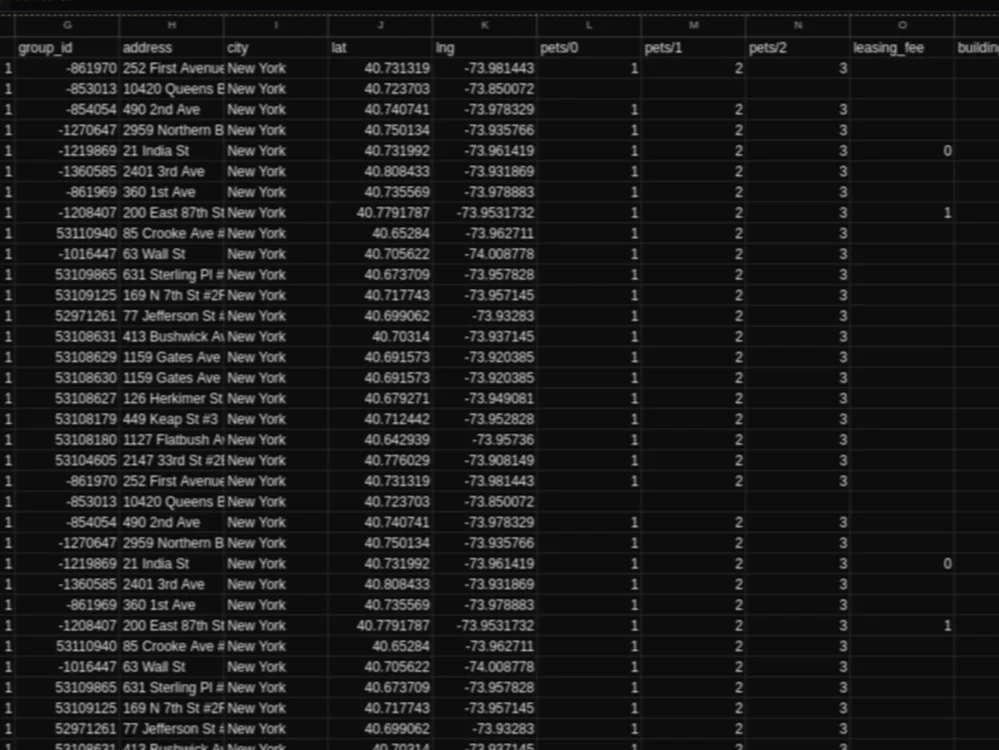 G H I J K L M N O
group_id address city lat lng pets/0 pets/1 pets/2 leasing_fee building
1 -861970 252 First Avenue New York 40.731319 -73.981443 1 2 3
1 -853013 10420 Queens B New York 40.723703 -73.850072
1 -854054 490 2nd Ave New York 40.740741 -73.978329 1 2 3
1 -1270647 2959 Northern B New York 40.750134 -73.935766 1 2 3
1 -1219869 21 India St New York 40.731992 -73.961419 1 2 3 0
1 -1360585 2401 3rd Ave New York 40.808433 -73.931869 1 2 3
1 -861969 360 1st Ave New York 40.735569 -73.978883 1 2 3
1 -1208407 200 East 87th St New York 40.7791787 -73.9531732 1 2 3 1
1 53110940 85 Crooke Ave # New York 40.65284 -73.962711 1 2 3
1 -1016447 63 Wall St New York 40.705622 -74.008778 1 2 3
1 53109865 631 Sterling Pl # New York 40.673709 -73.957828 1 2 3
1 53109125 169 N 7th St #2F New York 40.717743 -73.957145 1 2 3
1 52971261 77 Jefferson St # New York 40.699062 -73.93283 1 2 3
1 53108631 413 Bushwick Av New York 40.70314 -73.937145 1 2 3
1 53108629 1159 Gates Ave New York 40.691573 -73.920385 1 2 3
1 53108630 1159 Gates Ave New York 40.691573 -73.920385 1 2 3
1 53108627 126 Herkimer St New York 40.679271 -73.949081 1 2 3
1 53108179 449 Keap St #3 New York 40.712442 -73.952828 1 2 3
1 53108180 1127 Flatbush A New York 40.642939 -73.95736 1 2 3
1 53104605 2147 33rd St #2E New York 40.776029 -73.908149 1 2 3
1 -861970 252 First Avenue New York 40.731319 -73.981443 1 2 3
1 -853013 10420 Queens B New York 40.723703 -73.850072
1 -854054 490 2nd Ave New York 40.740741 -73.978329 1 2 3
1 -1270647 2959 Northern B New York 40.750134 -73.935766 1 2 3
1 -1219869 21 India St New York 40.731992 -73.961419 1 2 3 0
1 -1360585 2401 3rd Ave New York 40.808433 -73.931869 1 2 3
1 -861969 360 1st Ave New York 40.735569 -73.978883 1 2 3
1 -1208407 200 East 87th St New York 40.7791787 -73.9531732 1 2 3 1
1 53110940 85 Crooke Ave # New York 40.65284 -73.962711 1 2 3
1 -1016447 63 Wall St New York 40.705622 -74.008778 1 2 3
1 53109865 631 Sterling Pl # New York 40.673709 -73.957828 1 2 3
1 53109125 169 N 7th St #2F New York 40.717743 -73.957145 1 2 3
1 52971261 77 Jefferson St # New York 40.699062 -73.93283 1 2 3
1 53108631 413 Bushwick Av New York 40.70314 -73.937145 1 2 3